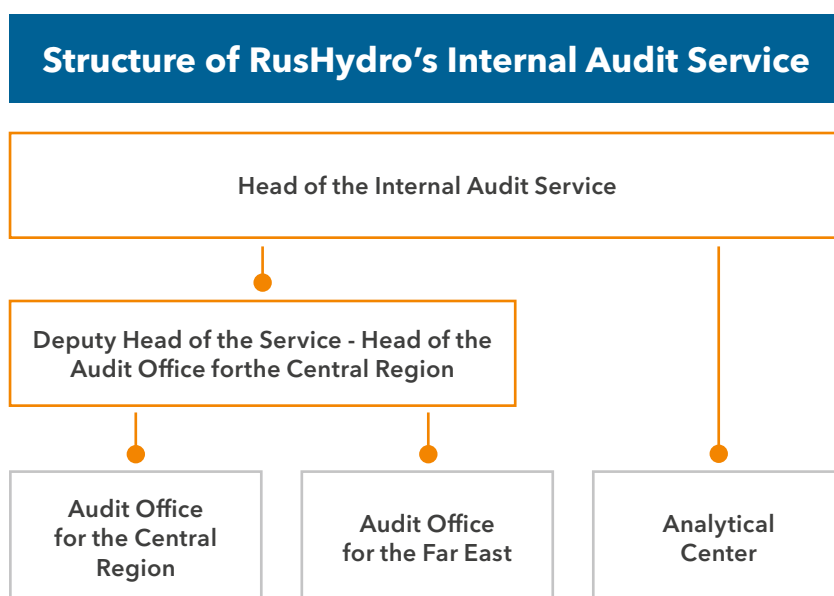 Structure of RusHydro’s Internal Audit Service
Head of the Internal Audit Service
Deputy Head of the Service - Head of the
Audit Office forthe Central Region
Audit Office
for the Central
Region
Audit Office
for the Far East
Analytical
Center